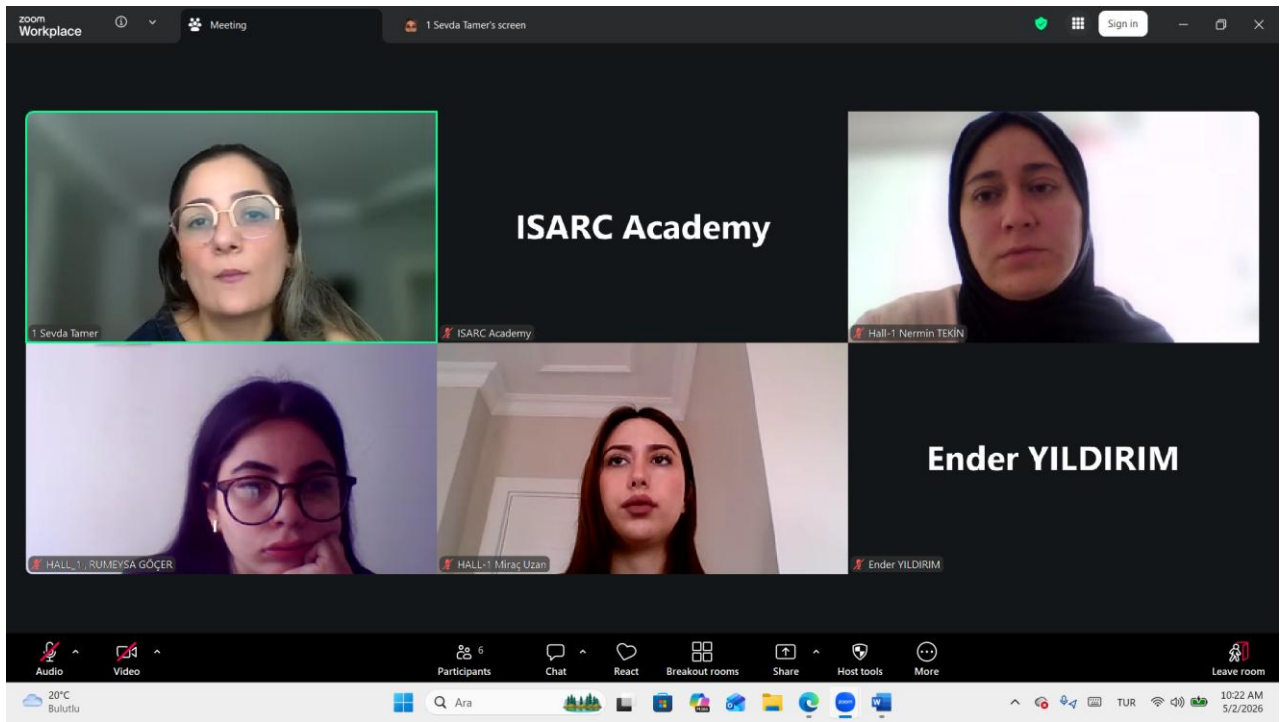 zoom
Workplace
Meeting
1 Sevda Tamer's screen
Sign in
1 Sevda Tamer
ISARC Academy
ISARC Academy
Hall-1 Nermin TEKİN
HALL_1 , RUMEYSA GÖÇER
HALL-1 Miraç Uzan
Ender YILDIRIM
Ender YILDIRIM
Audio
Video
6
Participants
Chat
React
Breakout rooms
Share
Host tools
More
Leave room
20°C
Bulutlu
Ara
TUR
10:22 AM
5/2/2026